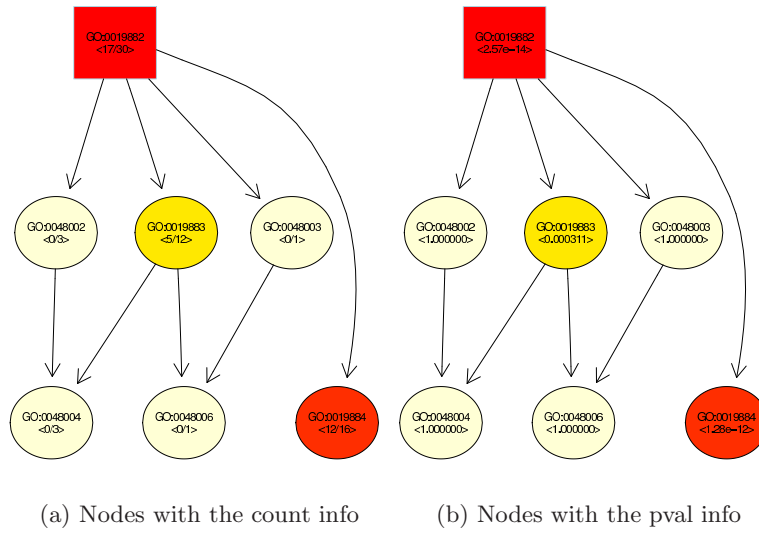 GO:0019882
<17/30>
GO:0048002
<0/3>
GO:0019883
<5/12>
GO:0048003
<0/1>
GO:0048004
<0/3>
GO:0048006
<0/1>
GO:0019884
<12/16>
(a) Nodes with the count info
GO:0019882
<2.57e−14>
GO:0048002
<1.000000>
GO:0019883
<0.000311>
GO:0048003
<1.000000>
GO:0048004
<1.000000>
GO:0048006
<1.000000>
GO:0019884
<1.28e−12>
(b) Nodes with the pval info